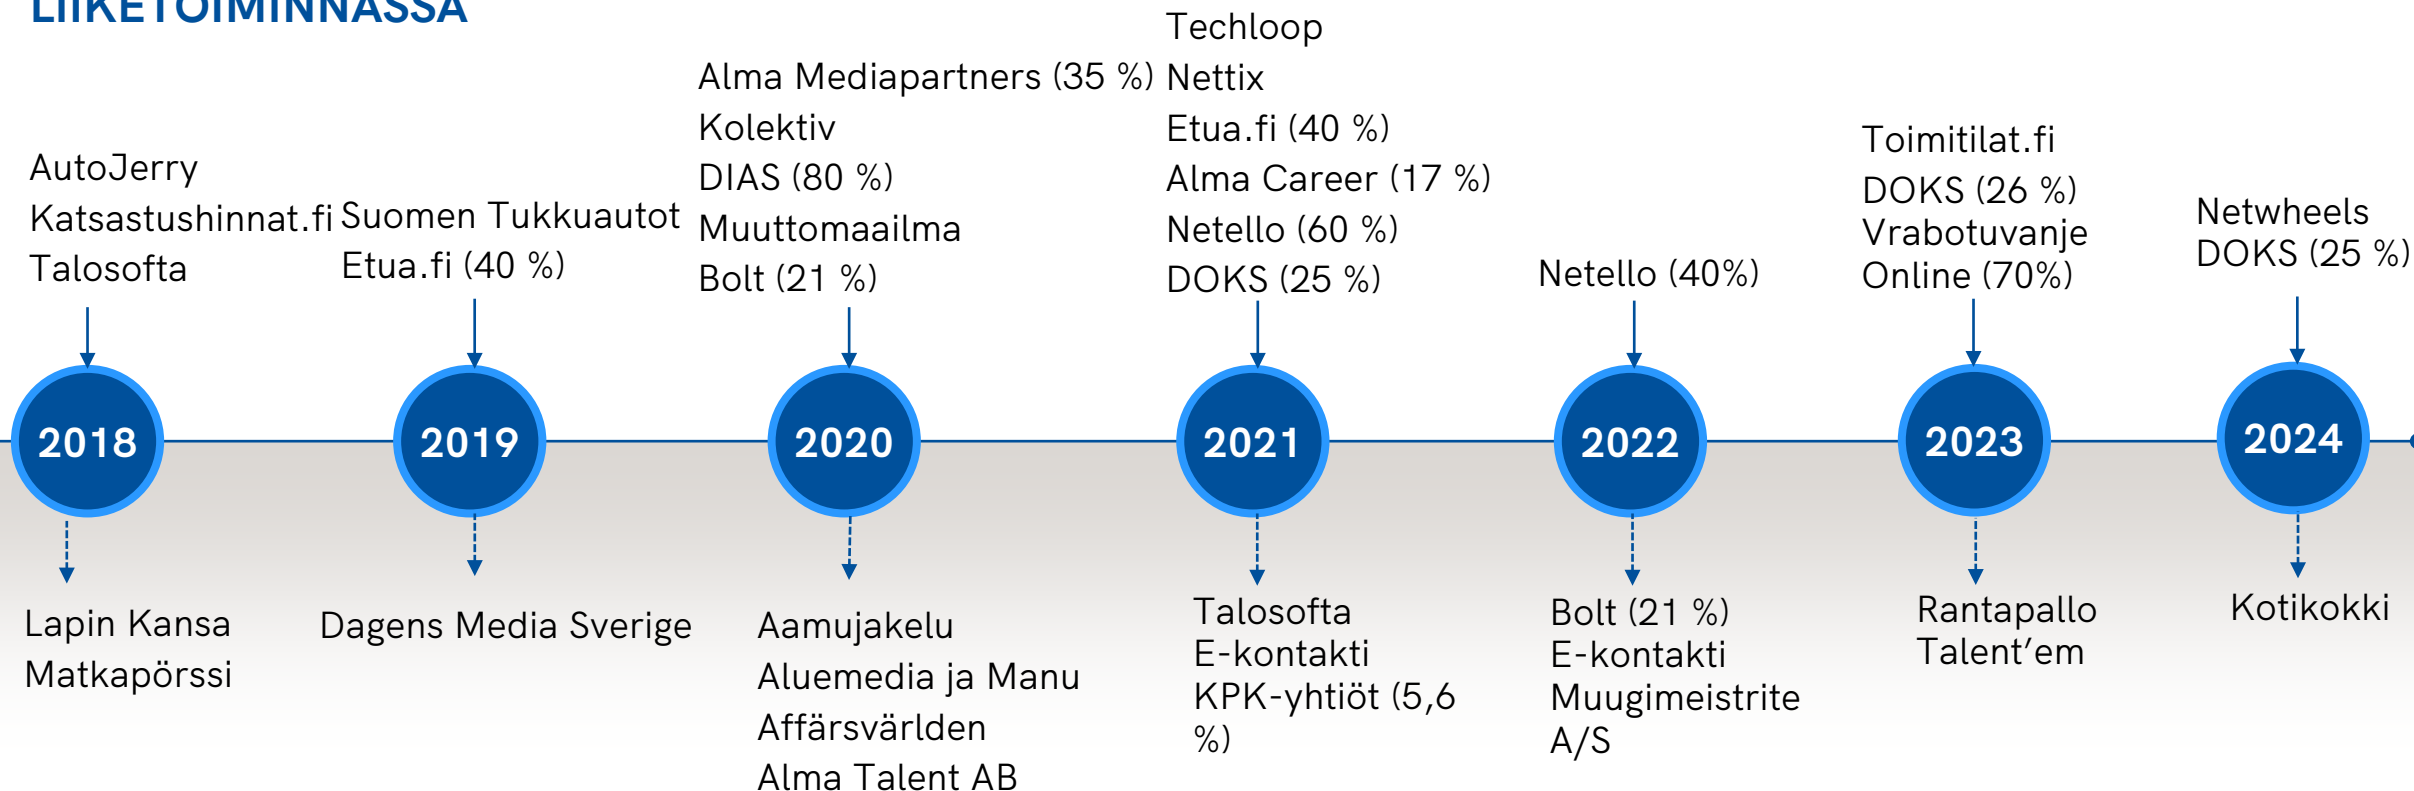 LIIKETOIMINNASSA
AutoJerry
Katsastushinnat.fi
Talosofta
Suomen Tukkuautot
Etua.fi (40 %)
Alma Mediapartners (35 %)
Kolektiv
DIAS (80 %)
Muuttomaailma
Bolt (21 %)
Techloop
Nettix
Etua.fi (40 %)
Alma Career (17 %)
Netello (60 %)
DOKS (25 %)
Netello (40%)
Toimitilat.fi
DOKS (26 %)
Vrabotuvanje
Online (70%)
Netwheels
DOKS (25 %)
2018
2019
2020
2021
2022
2023
2024
Lapin Kansa
Matkapörssi
Dagens Media Sverige
Aamujakelu
Aluemedia ja Manu
Affärsvärlden
Alma Talent AB
Talosofta
E-kontakti
KPK-yhtiöt (5,6
%)
Bolt (21 %)
E-kontakti
Muugimeistrite
A/S
Rantapallo
Talent’em
Kotikokki